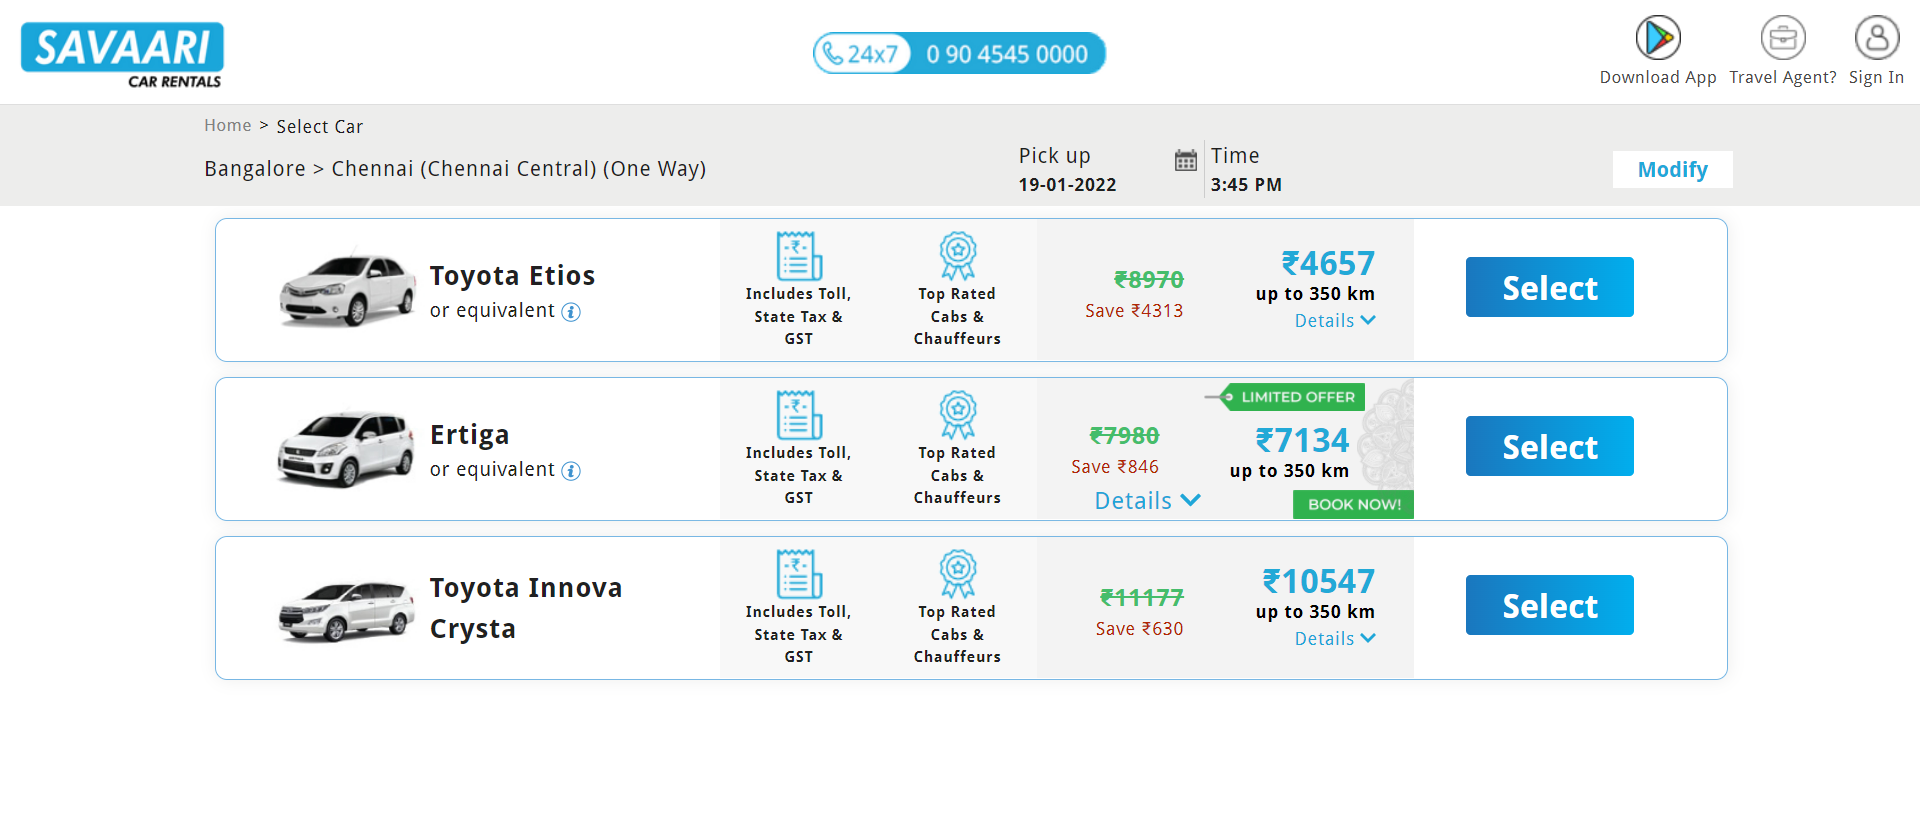 SAVAARI
CAR RENTALS
24x7 0 90 4545 0000
Download App Travel Agent? Sign In
Home > Select Car
Bangalore > Chennai (Chennai Central) (One Way)
Pick up
19-01-2022
Time
3:45 PM
Modify
Toyota Etios
or equivalent i
Includes Toll,
State Tax &
GST
Top Rated
Cabs &
Chauffeurs
₹8970
Save ₹4313
₹4657
up to 350 km
Details
Select
Ertiga
or equivalent i
Includes Toll,
State Tax &
GST
Top Rated
Cabs &
Chauffeurs
LIMITED OFFER
₹7980
Save ₹846
Details
₹7134
up to 350 km
BOOK NOW!
Select
Toyota Innova
Crysta
Includes Toll,
State Tax &
GST
Top Rated
Cabs &
Chauffeurs
₹11177
Save ₹630
₹10547
up to 350 km
Details
Select